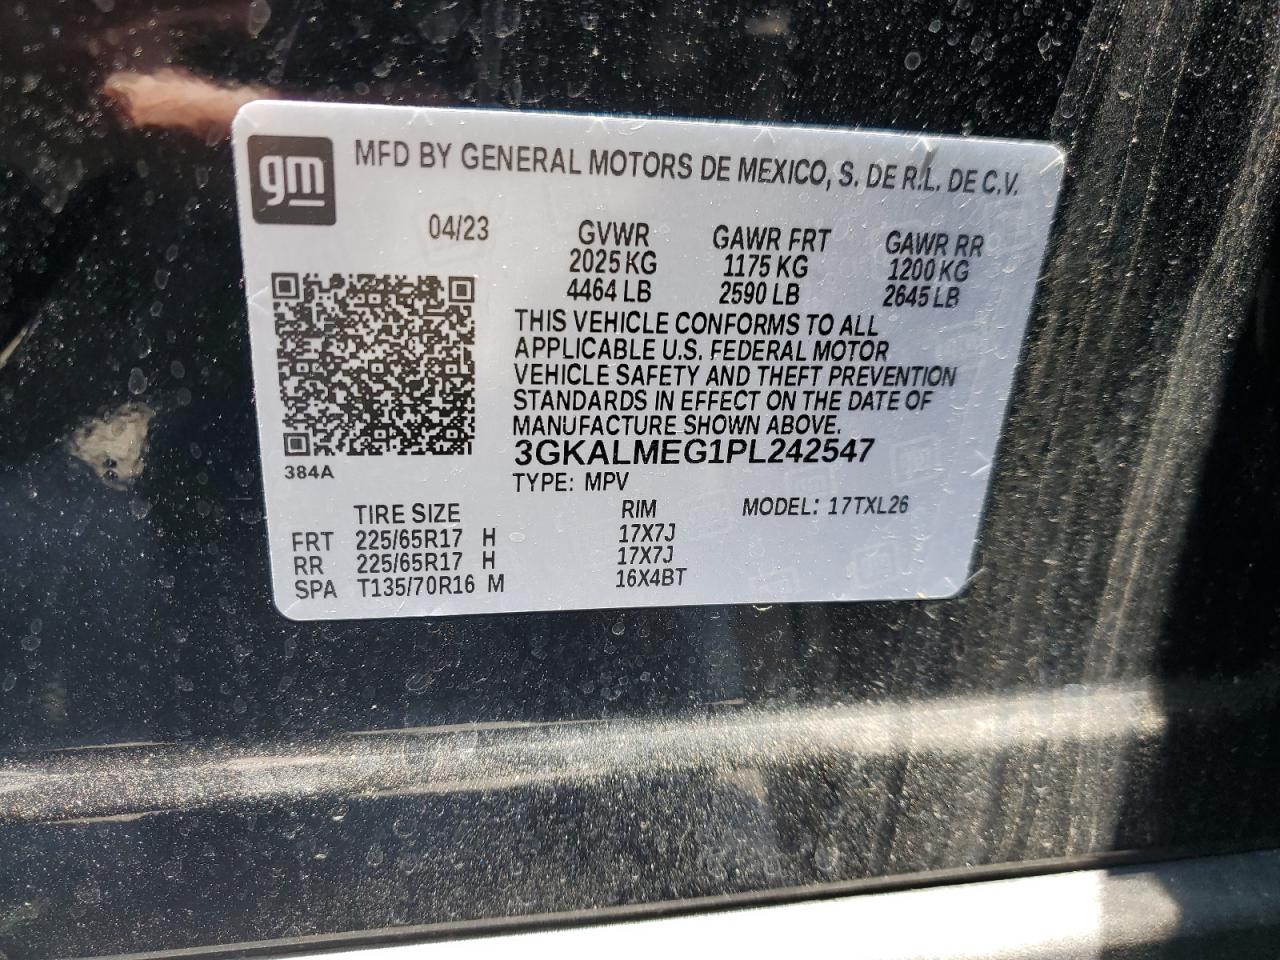 gm
MFD BY GENERAL MOTORS DE MEXICO, S. DE R.L. DE C.V.
04/23 GVWR GAWR FRT GAWR RR
2025 KG 1175 KG 1200 KG
4464 LB 2590 LB 2645 LB
THIS VEHICLE CONFORMS TO ALL
APPLICABLE U.S. FEDERAL MOTOR
VEHICLE SAFETY AND THEFT PREVENTION
STANDARDS IN EFFECT ON THE DATE OF
MANUFACTURE SHOWN ABOVE.
3GKALMEG1PL242547
384A
TYPE: MPV
TIRE SIZE RIM MODEL: 17TXL26
FRT 225/65R17 H 17X7J
RR 225/65R17 H 17X7J
SPA T135/70R16 M 16X4BT